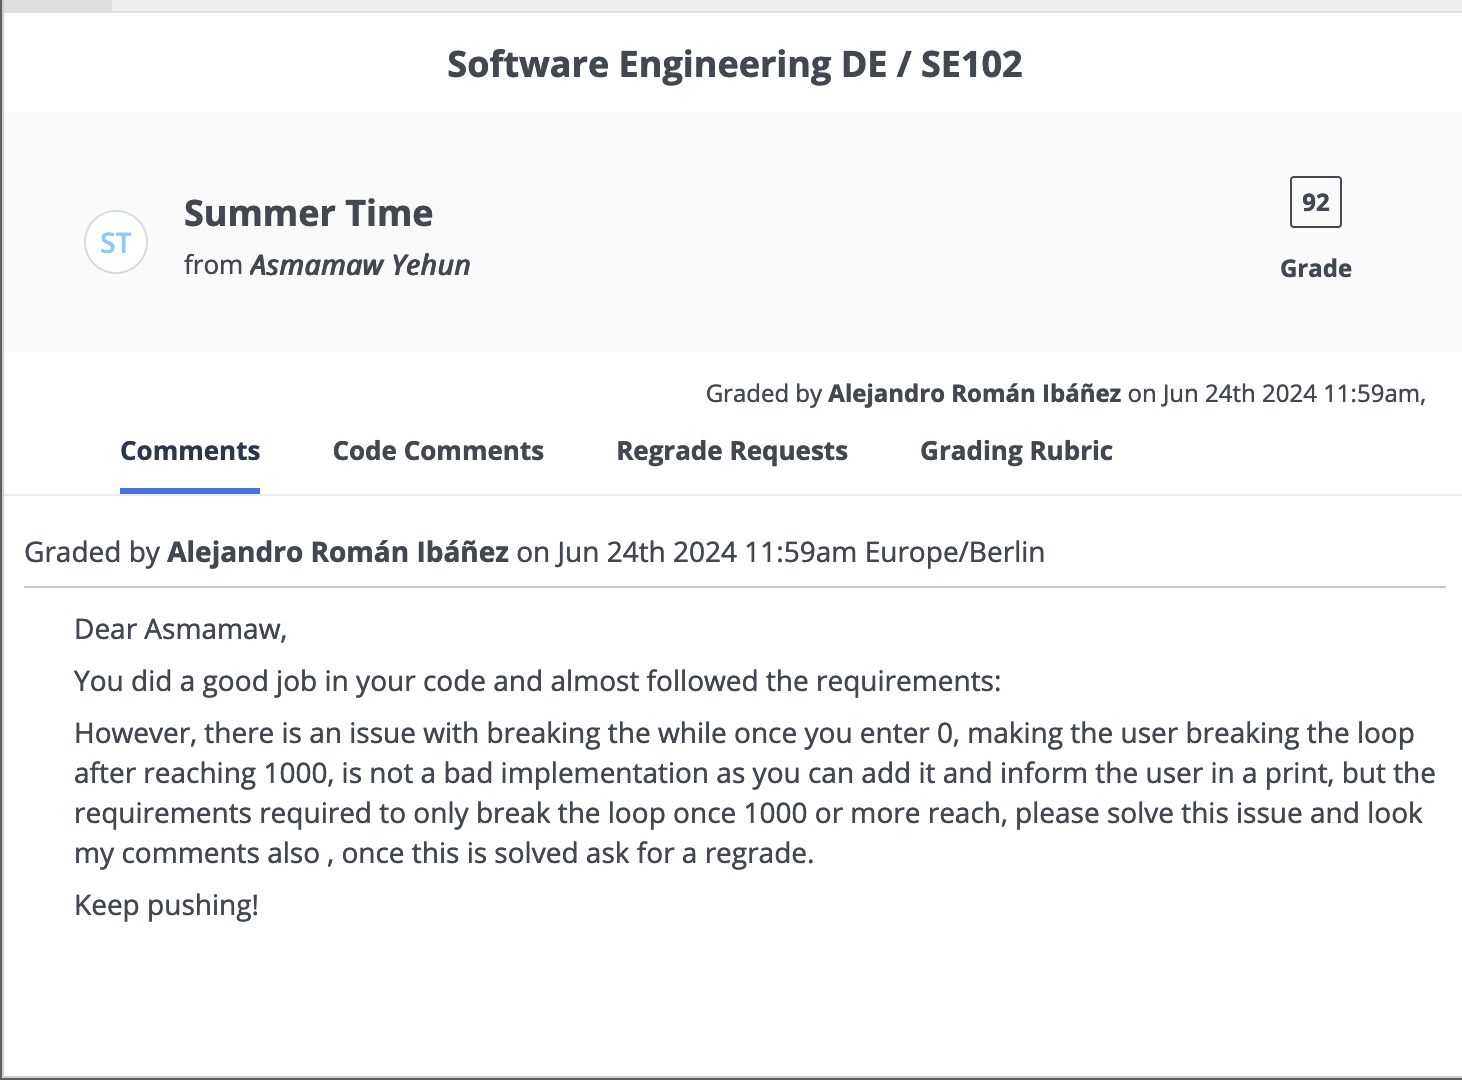 Software Engineering DE / SE102
ST
Summer Time
from Asmamaw Yehun
92
Grade
Graded by Alejandro Román Ibáñez on Jun 24th 2024 11:59am,
Comments Code Comments Regrade Requests Grading Rubric
Graded by Alejandro Román Ibáñez on Jun 24th 2024 11:59am Europe/Berlin
Dear Asmamaw,
You did a good job in your code and almost followed the requirements:
However, there is an issue with breaking the while once you enter 0, making the user breaking the loop
after reaching 1000, is not a bad implementation as you can add it and inform the user in a print, but the
requirements required to only break the loop once 1000 or more reach, please solve this issue and look
my comments also , once this is solved ask for a regrade.
Keep pushing!